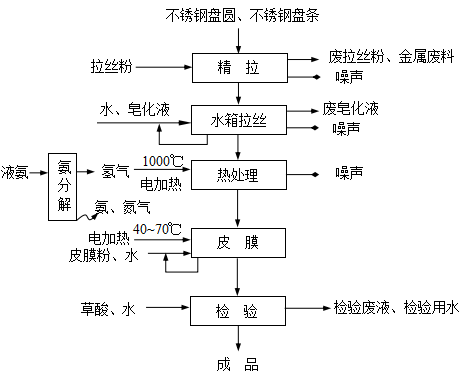 不锈钢盘圆、不锈钢盘条
拉丝粉
精 拉
废拉丝粉、金属废料
噪声
水、皂化液
水箱拉丝
废皂化液
噪声
液氨
氨分解
氢气
1000℃
电加热
热处理
噪声
氨、氮气
电加热
40~70℃
皮膜粉、水
皮 膜
草酸、水
检 验
检验废液、检验用水
成 品